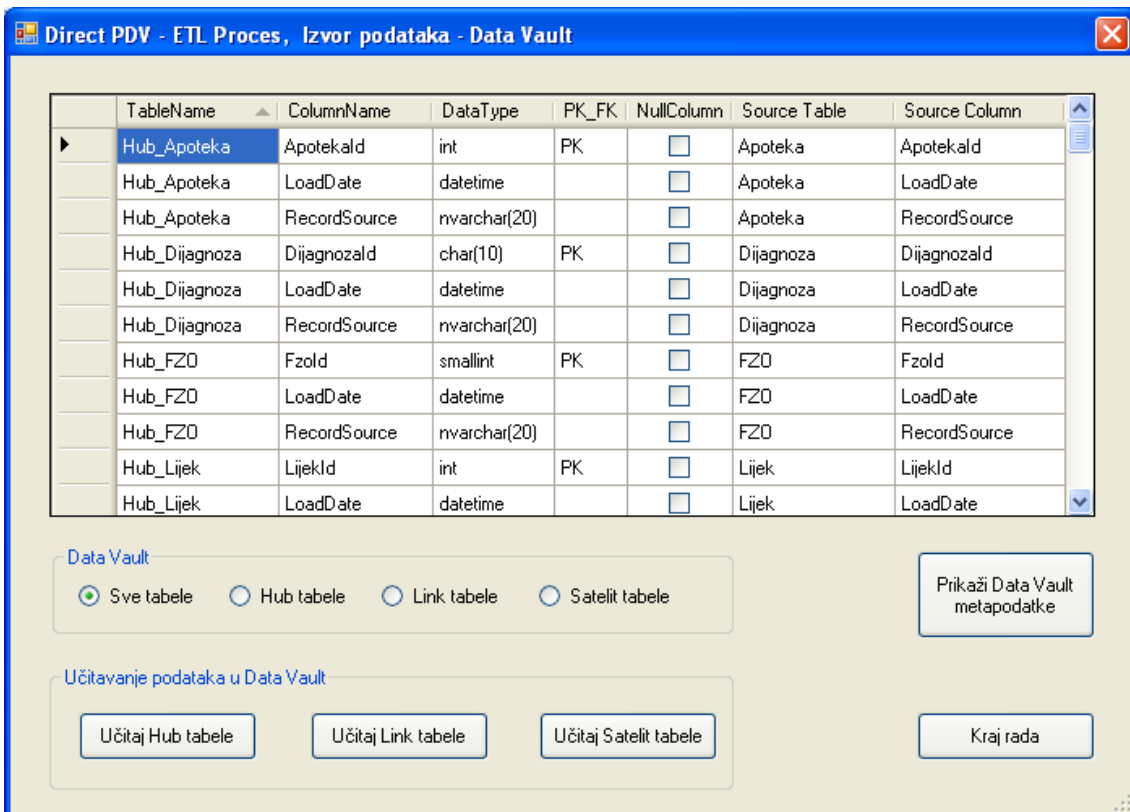 Direct PDV - ETL Proces, Izvor podataka - Data Vault
TableName ColumnName DataType PK_FK NullColumn Source Table Source Column
Hub_Apoteka ApotekaId int PK Apoteka ApotekaId
Hub_Apoteka LoadDate datetime Apoteka LoadDate
Hub_Apoteka RecordSource nvarchar(20) Apoteka RecordSource
Hub_Dijagnoza DijagnozaId char(10) PK Dijagnoza DijagnozaId
Hub_Dijagnoza LoadDate datetime Dijagnoza LoadDate
Hub_Dijagnoza RecordSource nvarchar(20) Dijagnoza RecordSource
Hub_FZO FzoId smallint PK FZO FzoId
Hub_FZO LoadDate datetime FZO LoadDate
Hub_FZO RecordSource nvarchar(20) FZO RecordSource
Hub_Lijek LijekId int PK Lijek LijekId
Hub_Lijek LoadDate datetime Lijek LoadDate
Data Vault
Sve tabele Hub tabele Link tabele Satelit tabele
Prikaži Data Vault
metapodatke
Učitavanje podataka u Data Vault
Učitaj Hub tabele Učitaj Link tabele Učitaj Satelit tabele Kraj rada